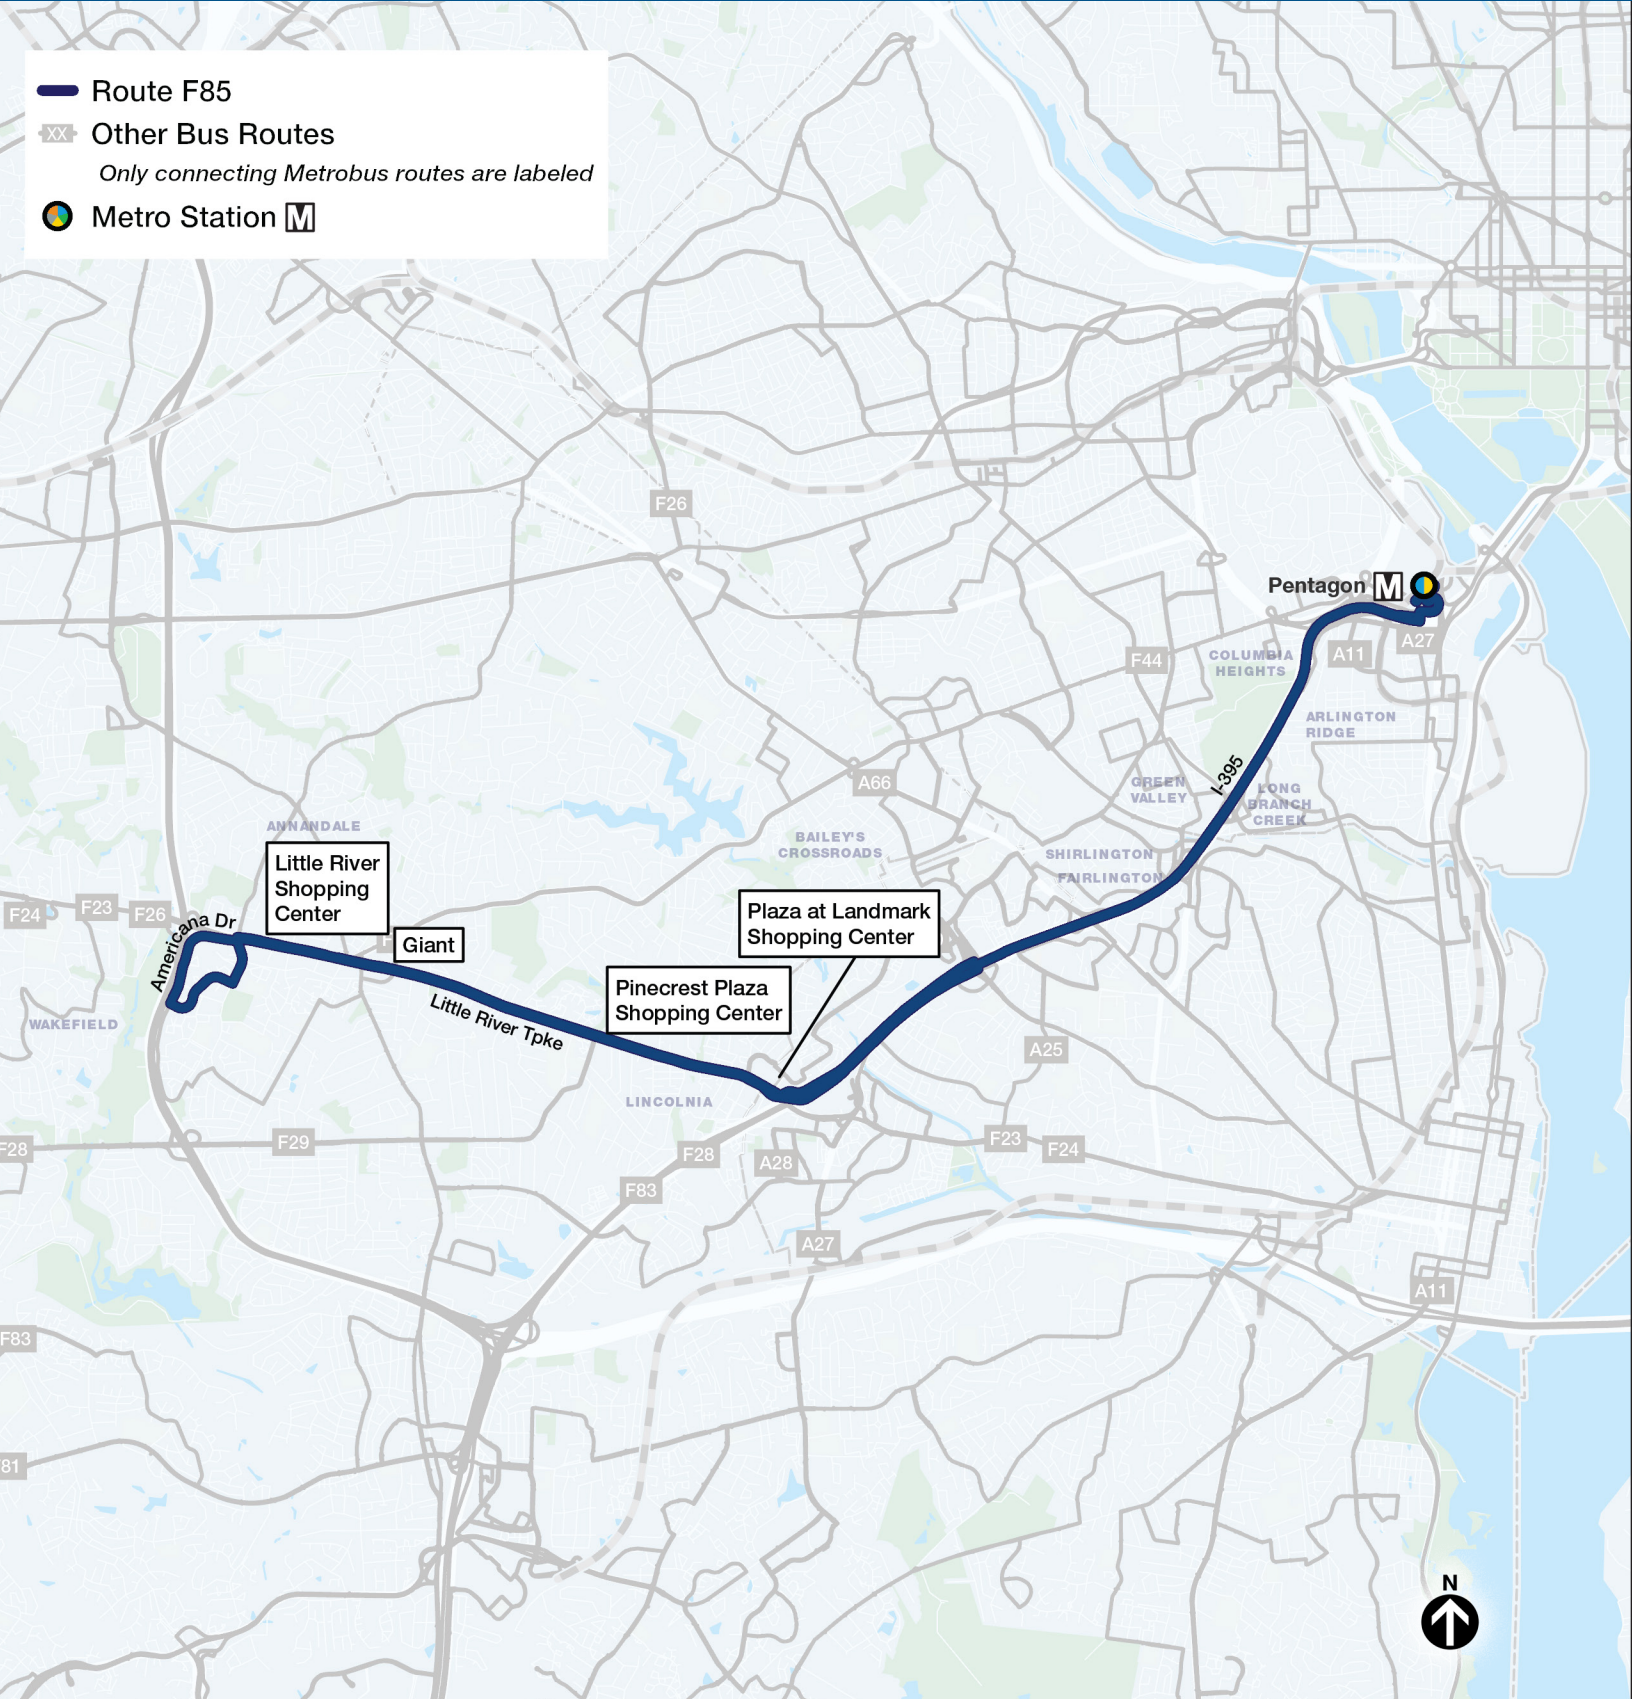 Route F85
XX Other Bus Routes
Only connecting Metrobus routes are labeled
Metro Station M
F26
Pentagon M
A27
A11
F44
COLUMBIA
HEIGHTS
ARLINGTON
RIDGE
I-395
A66
GREEN
VALLEY
LONG
BRANCH
CREEK
ANNANDALE
BAILEY'S
CROSSROADS
SHIRLINGTON
FAIRLINGTON
Little River
Shopping
Center
F24
F23
F26
Americana Dr
Giant
Plaza at Landmark
Shopping Center
Pinecrest Plaza
Shopping Center
Little River Tpke
WAKEFIELD
A25
LINCOLNIA
F28
F29
F28
A28
F23
F24
F83
A27
A11
F83
81
N